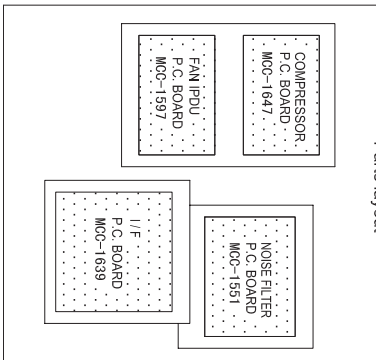 Parts layout
COMPRESSOR
P.C. BOARD
MCC-1647
NOISE FILTER
P.C. BOARD
MCC-1551
FAN IPDU
P.C. BOARD
MCC-1597
I/F
P.C. BOARD
MCC-1639